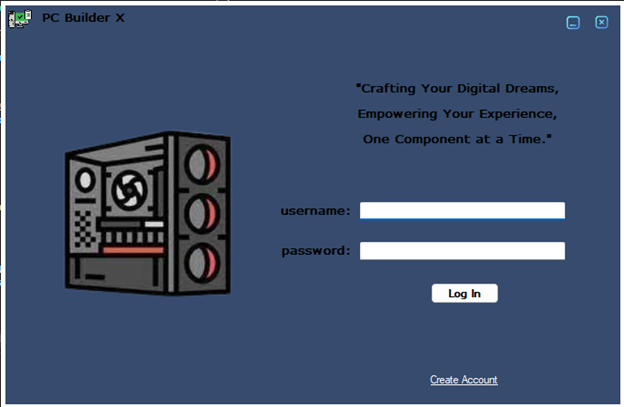 PC Builder X
"Crafting Your Digital Dreams,
Empowering Your Experience,
One Component at a Time."
username:
password:
Log In
Create Account